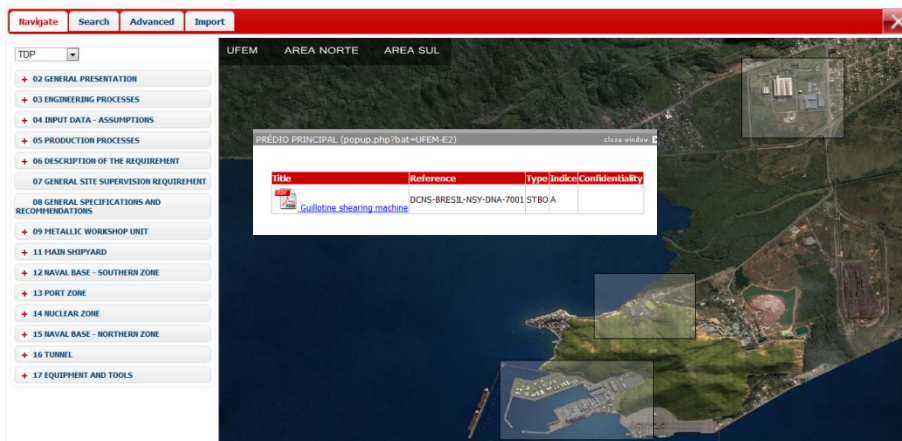 Navigate Search Advanced Import
TDP
UFEM AREA NORTE AREA SUL
+ 02 GENERAL PRESENTATION
+ 03 ENGINEERING PROCESSES
+ 04 INPUT DATA - ASSUMPTIONS
+ 05 PRODUCTION PROCESSES
+ 06 DESCRIPTION OF THE REQUIREMENT
07 GENERAL SITE SUPERVISION REQUIREMENT
08 GENERAL SPECIFICATIONS AND
RECOMMENDATIONS
+ 09 METALLIC WORKSHOP UNIT
+ 11 MAIN SHIPYARD
+ 12 NAVAL BASE - SOUTHERN ZONE
+ 13 PORT ZONE
+ 14 NUCLEAR ZONE
+ 15 NAVAL BASE - NORTHERN ZONE
+ 16 TUNNEL
+ 17 EQUIPMENT AND TOOLS
PRÉDIO PRINCIPAL (popup.php?bat=UFEM-E2) close window
Title Reference Type Indice Confidentiality
PDF Guillotine shearing machine DCNS-BRESIL-NSY-DNA-7001 STBO A